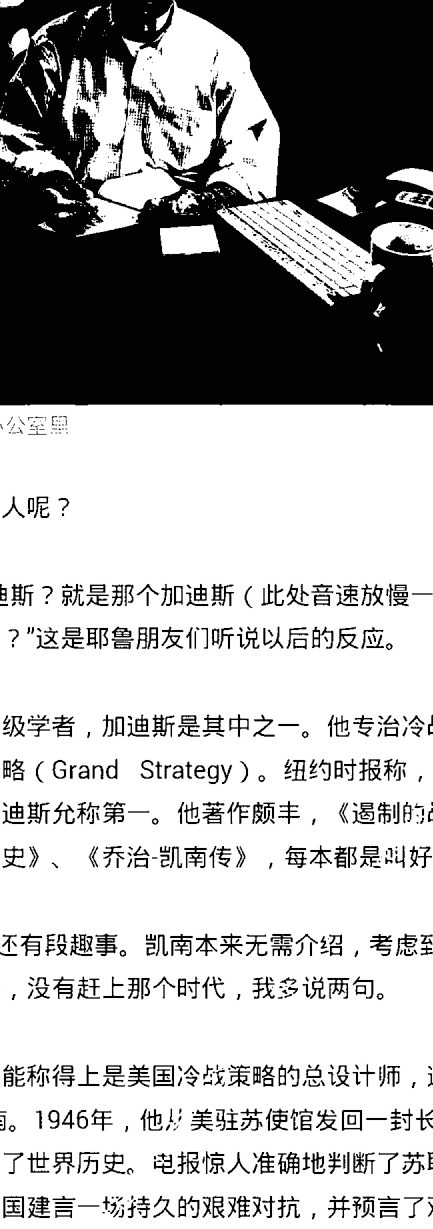 公室里
人呢？
迪斯？就是那个加迪斯（此处音速放慢一
？”这是耶鲁朋友们听说以后的反应。
级学者，加迪斯是其中之一。他专治冷战
略（Grand Strategy）。纽约时报称，
迪斯允称第一。他著作颇丰，《遏制的战
史》、《乔治-凯南传》，每本都是叫好
还有段趣事。凯南本来无需介绍，考虑到
，没有赶上那个时代，我多说两句。
能称得上是美国冷战策略的总设计师，
南。1946年，他从美驻苏使馆发回一封长
了世界历史。电报惊人准确地判断了苏联
国建言一场持久的艰难对抗，并预言了